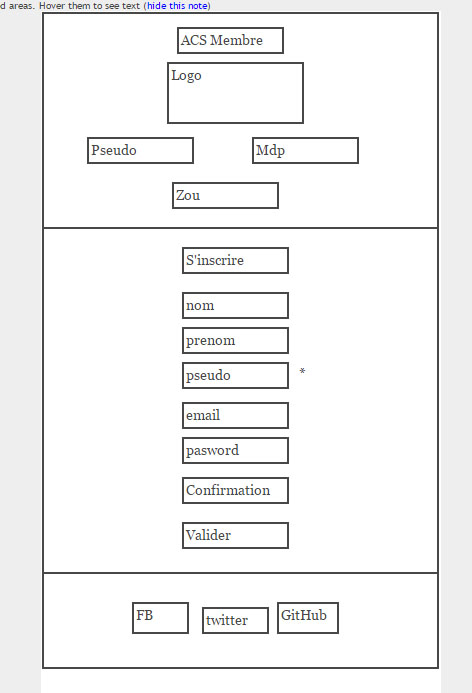 d areas. Hover them to see text (hide this note)
ACS Membre
Logo
Pseudo
Mdp
Zou
S'inscrire
nom
prenom
pseudo *
email
pasword
Confirmation
Valider
FB
twitter
GitHub